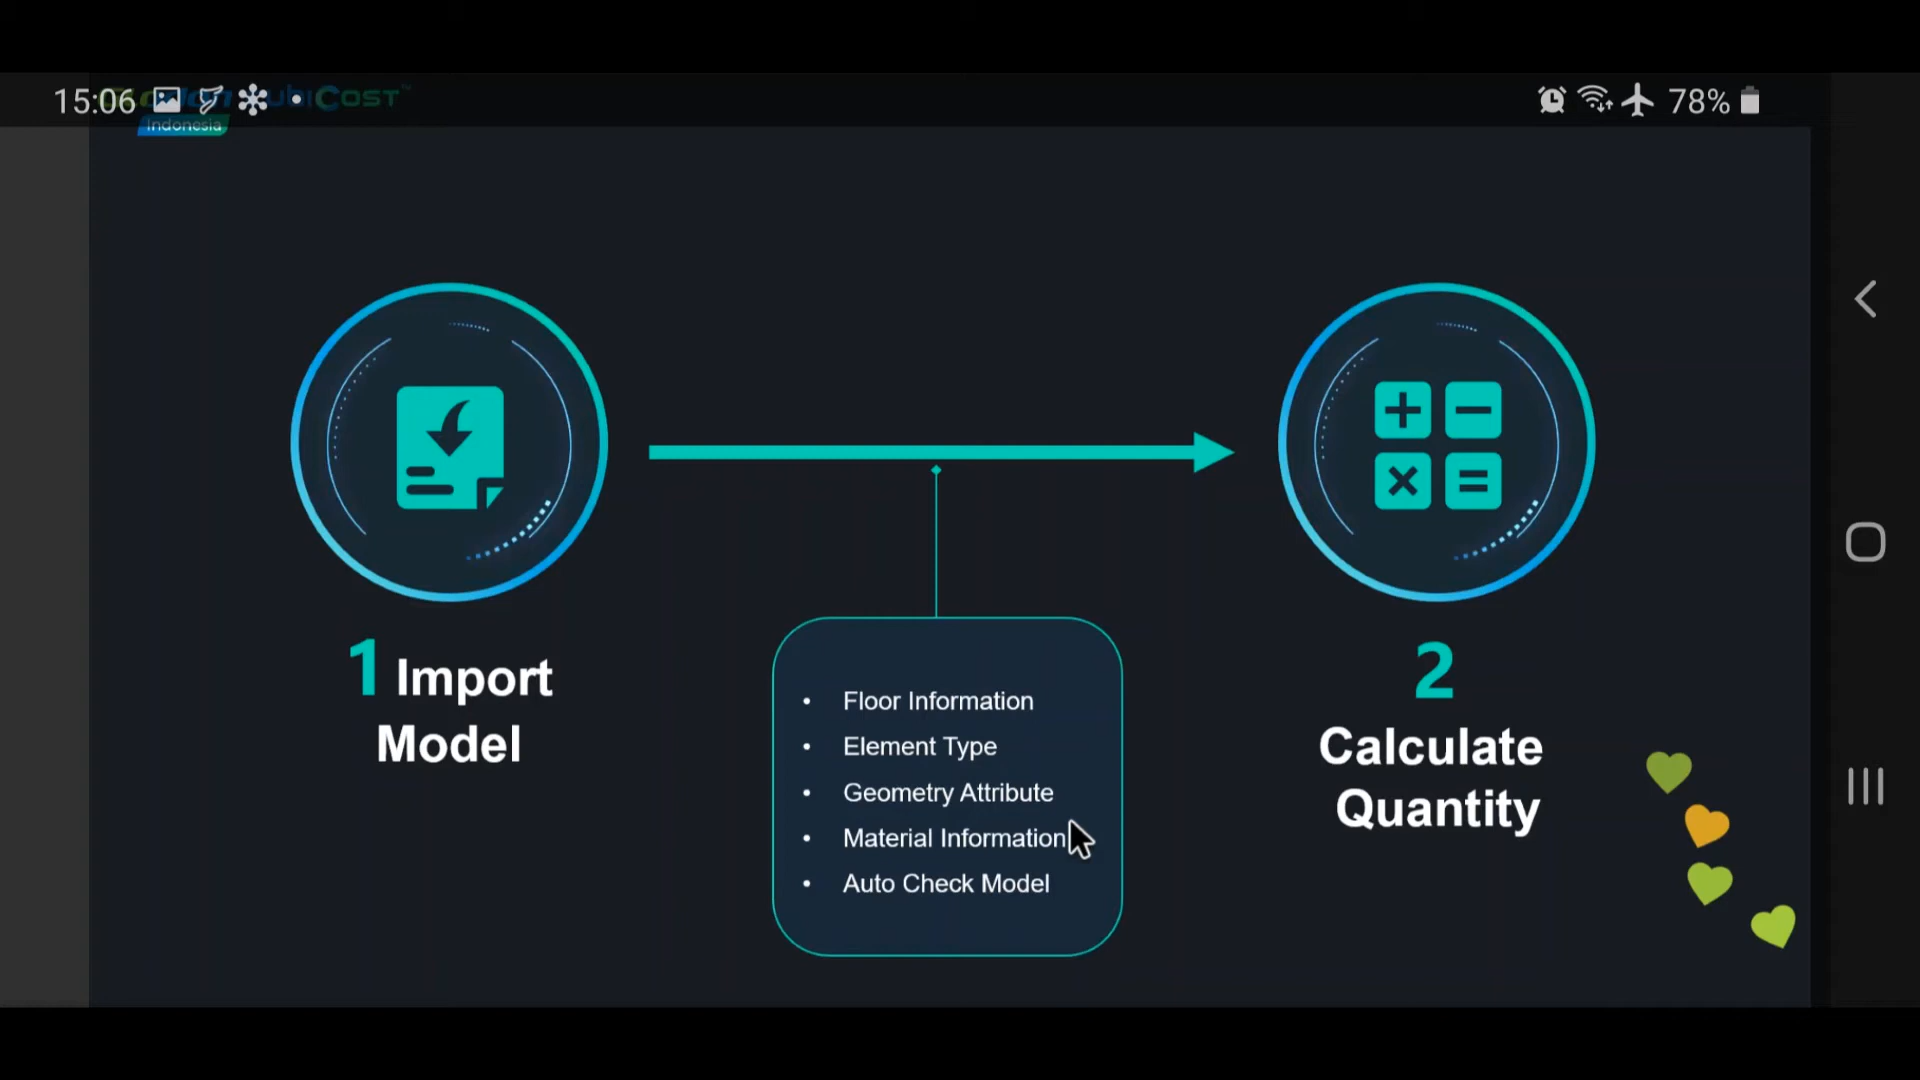 15:06
78%
Indonesia
1 Import
Model
• Floor Information
• Element Type
• Geometry Attribute
• Material Information
• Auto Check Model
2
Calculate
Quantity